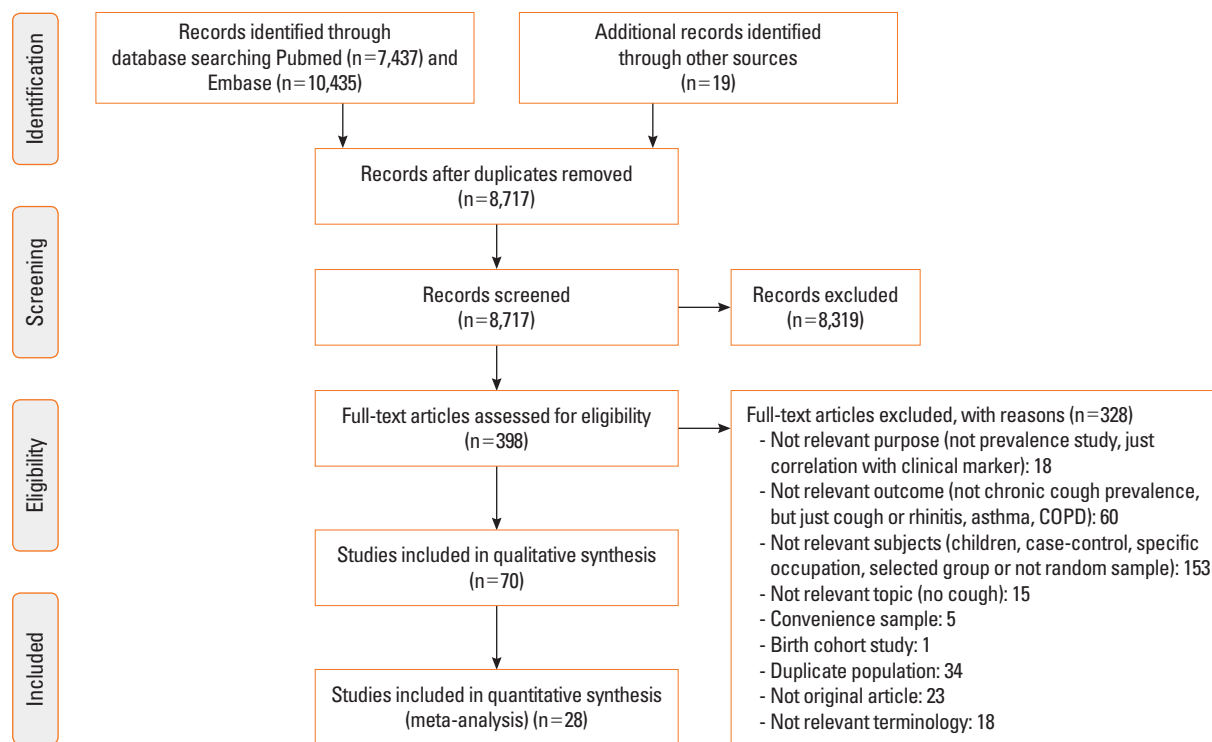 Identification
Records identified through
database searching Pubmed (n=7,437) and
Embase (n=10,435)
Additional records identified
through other sources
(n=19)
Records after duplicates removed
(n=8,717)
Screening
Records screened
(n=8,717)
Records excluded
(n=8,319)
Eligibility
Full-text articles assessed for eligibility
(n=398)
Full-text articles excluded, with reasons (n=328)
- Not relevant purpose (not prevalence study, just
correlation with clinical marker): 18
- Not relevant outcome (not chronic cough prevalence,
but just cough or rhinitis, asthma, COPD): 60
- Not relevant subjects (children, case-control, specific
occupation, selected group or not random sample): 153
- Not relevant topic (no cough): 15
- Convenience sample: 5
- Birth cohort study: 1
- Duplicate population: 34
- Not original article: 23
- Not relevant terminology: 18
Studies included in qualitative synthesis
(n=70)
Included
Studies included in quantitative synthesis
(meta-analysis) (n=28)